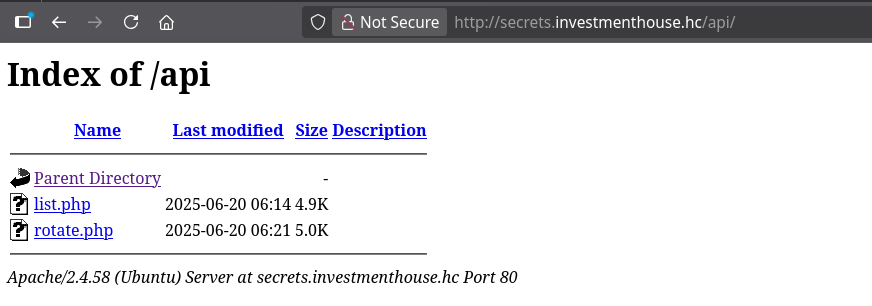 Not Secure http://secrets.investmenthouse.hc/api/
Index of /api
Name Last modified Size Description
Parent Directory -
list.php 2025-06-20 06:14 4.9K
rotate.php 2025-06-20 06:21 5.0K
Apache/2.4.58 (Ubuntu) Server at secrets.investmenthouse.hc Port 80